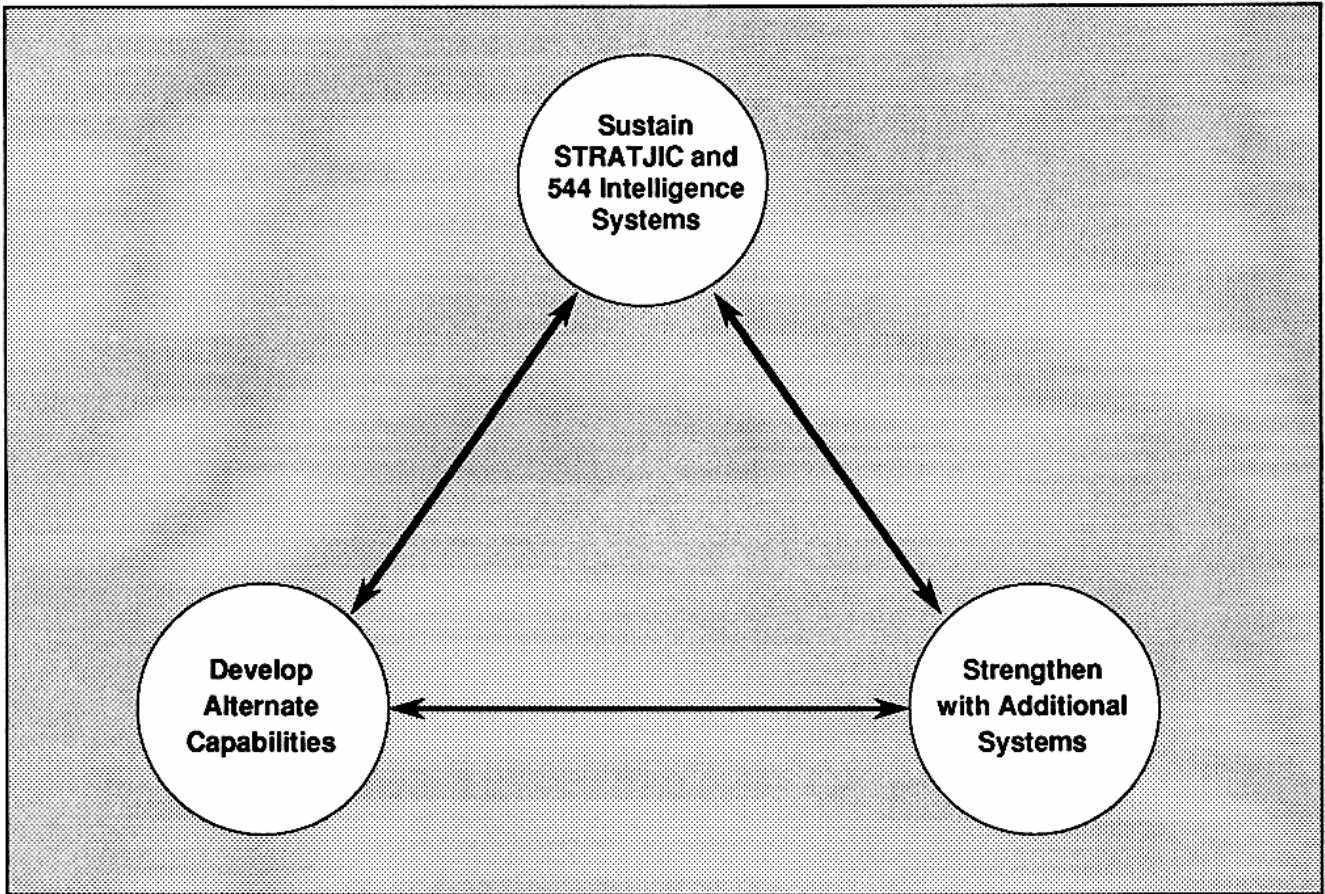 Sustain
STRATJIC and
544 Intelligence
Systems
Develop
Alternate
Capabilities
Strengthen
with Additional
Systems